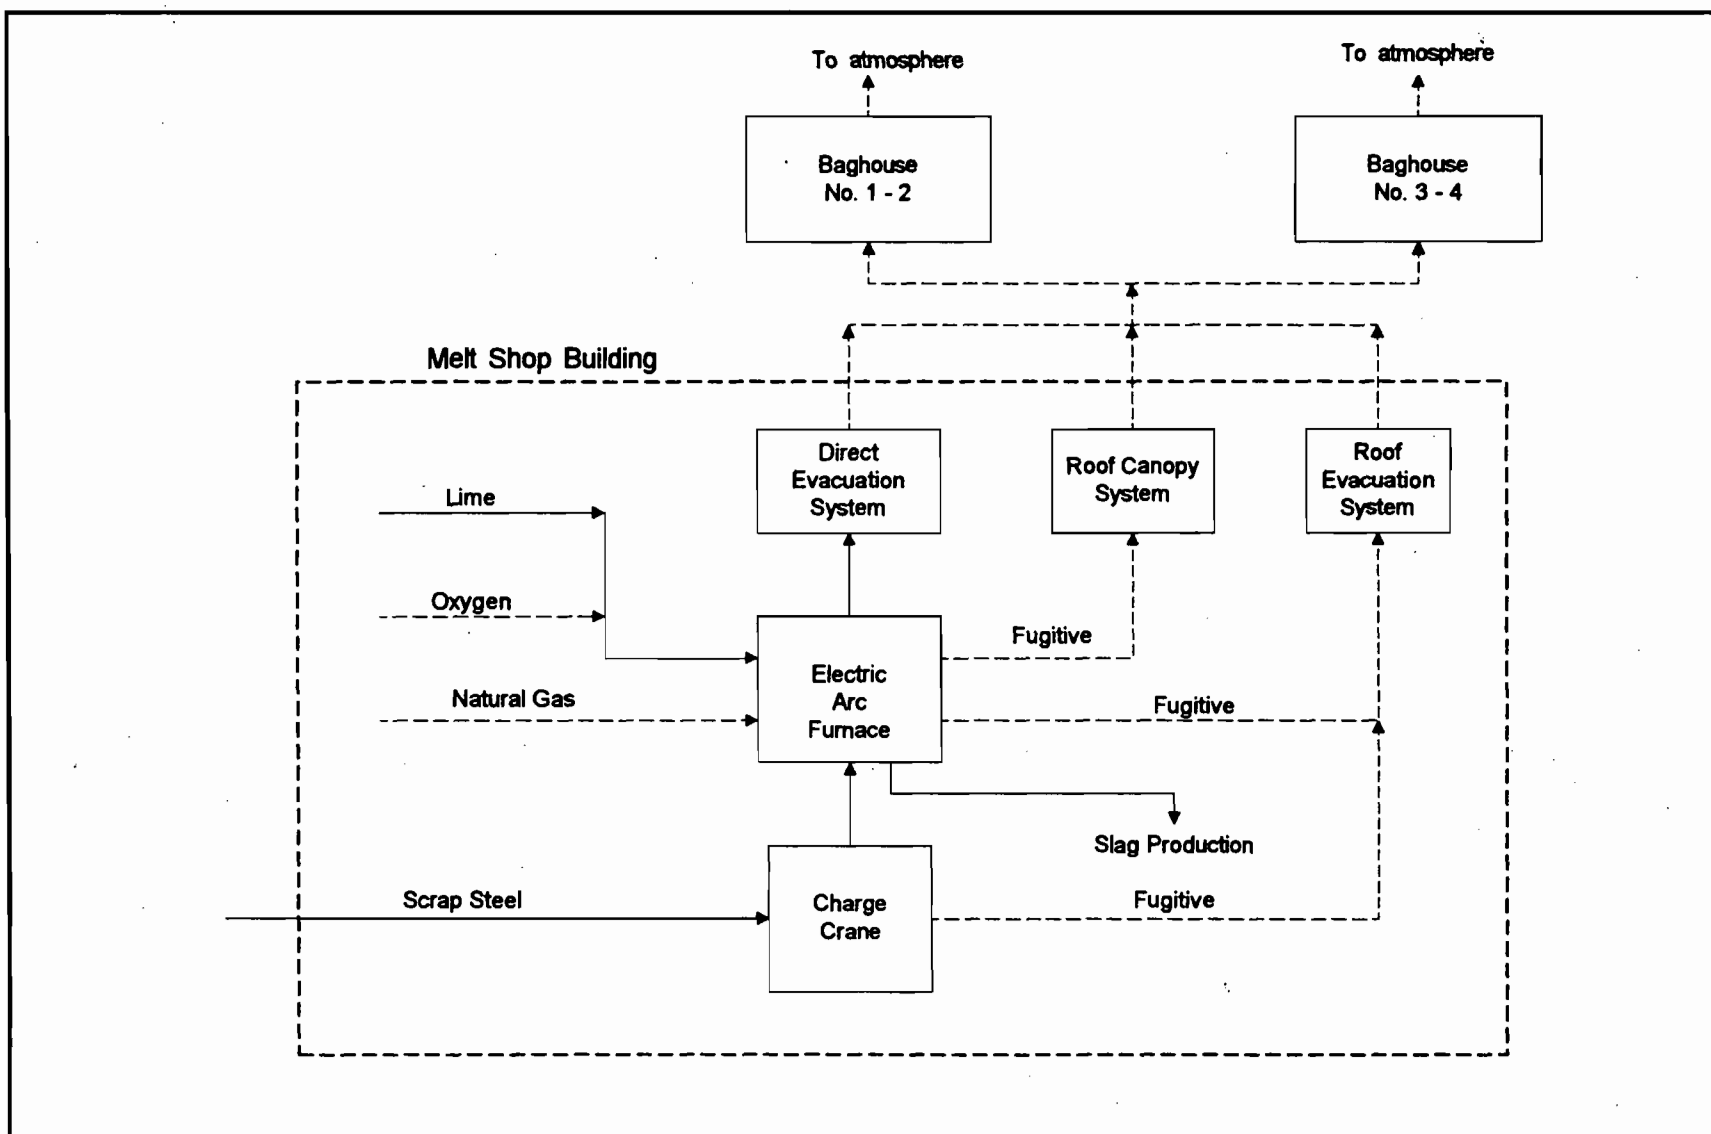 To atmosphere
To atmosphere
Baghouse
No. 1 - 2
Baghouse
No. 3 - 4
Melt Shop Building
Direct
Evacuation
System
Roof Canopy
System
Roof
Evacuation
System
Lime
Oxygen
Fugitive
Natural Gas
Electric
Arc
Furnace
Fugitive
Slag Production
Scrap Steel
Charge
Crane
Fugitive